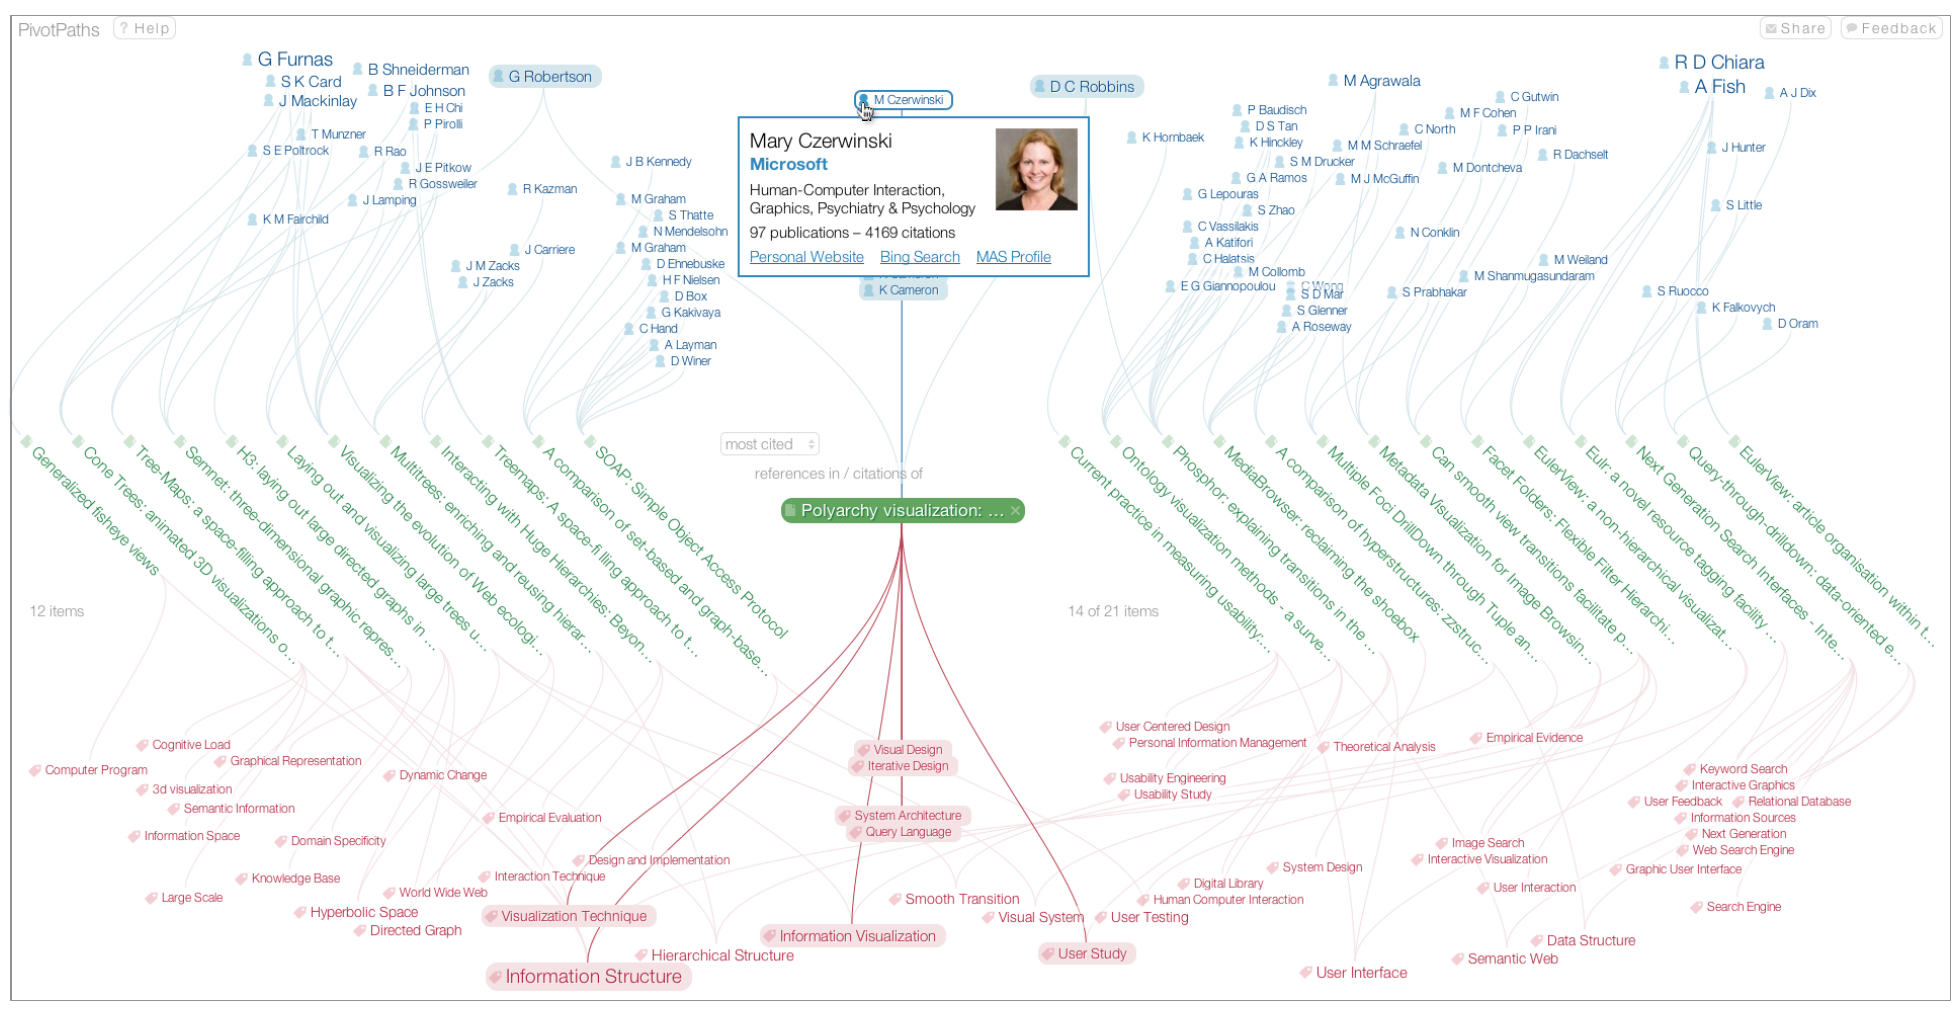 PivotPaths
? Help
Share
Feedback
G Furnas
S K Card
J Mackinlay
B Shneiderman
B F Johnson
E H Chi
P Pirolli
T Munzner
S E Poltrock
R Rao
J E Pitkow
R Gossweiler
J Lamping
K M Fairchild
G Robertson
R Kazman
J Carriere
J M Zacks
J Zacks
J B Kennedy
M Graham
S Thatte
N Mendelsohn
M Graham
D Ehnebuske
H F Nielsen
D Box
G Kakivaya
C Hand
A Layman
D Winer
M Czerwinski
Mary Czerwinski
Microsoft
Human-Computer Interaction,
Graphics, Psychiatry & Psychology
97 publications – 4169 citations
Personal Website Bing Search MAS Profile
K Cameron
D C Robbins
K Hornbaek
P Baudisch
D S Tan
K Hinckley
S M Drucker
G A Ramos
G Lepouras
S Zhao
C Vassilakis
A Katifori
C Halatsis
M Collomb
E G Giannopoulou
S D Mar
S Glenner
A Roseway
M Agrawala
C Gutwin
M F Cohen
C North
P P Irani
M M Schraefel
R Dachselt
M J McGuffin
M Dontcheva
N Conklin
M Weiland
M Shanmugasundaram
S Prabhakar
R D Chiara
A Fish
A J Dix
J Hunter
S Little
S Ruocco
K Falkovych
D Oram
most cited
references in / citations of
Polyarchy visualization: ... ×
12 items
14 of 21 items
Generalized fisheye views
Cone Trees: animated 3D visualizations o...
Tree-Maps: a space-filling approach to t...
Semnet: three-dimensional graphic repres...
H3: laying out large directed graphs in ...
Laying out and visualizing large trees u...
Visualizing the evolution of Web ecologi...
Multitrees: enriching and reusing hierar...
Interacting with Huge Hierarchies: Beyon...
Treemaps: A space-filling approach to t...
A comparison of set-based and graph-base...
SOAP: Simple Object Access Protocol
Current practice in measuring usability:...
Ontology visualization methods - a surve...
Phosphor: explaining transitions in the ...
MediaBrowser: reclaiming the shoebox
A comparison of hyperstructures: zzstruc...
Multiple Foci DrillDown through Tuple an...
Metadata Visualization for Image Browsin...
Can smooth view transitions facilitate p...
Facet Folders: Flexible Filter Hierarchi...
EulerView: a non-hierarchical visualizat...
Eulr: a novel resource tagging facility ...
Next Generation Search Interfaces - Inte...
Query-through-drilldown: data-oriented e...
EulerView: article organisation within t...
Cognitive Load
Graphical Representation
Computer Program
3d visualization
Dynamic Change
Semantic Information
Empirical Evaluation
Information Space
Domain Specificity
Design and Implementation
Interaction Technique
Knowledge Base
World Wide Web
Large Scale
Hyperbolic Space
Directed Graph
Visualization Technique
Hierarchical Structure
Information Structure
Visual Design
Iterative Design
System Architecture
Query Language
Information Visualization
Smooth Transition
Visual System
User Testing
User Study
User Centered Design
Personal Information Management
Theoretical Analysis
Empirical Evidence
Usability Engineering
Usability Study
System Design
Digital Library
Human Computer Interaction
Image Search
Interactive Visualization
User Interaction
Data Structure
Semantic Web
User Interface
Keyword Search
Interactive Graphics
User Feedback
Relational Database
Information Sources
Next Generation
Web Search Engine
Graphic User Interface
Search Engine